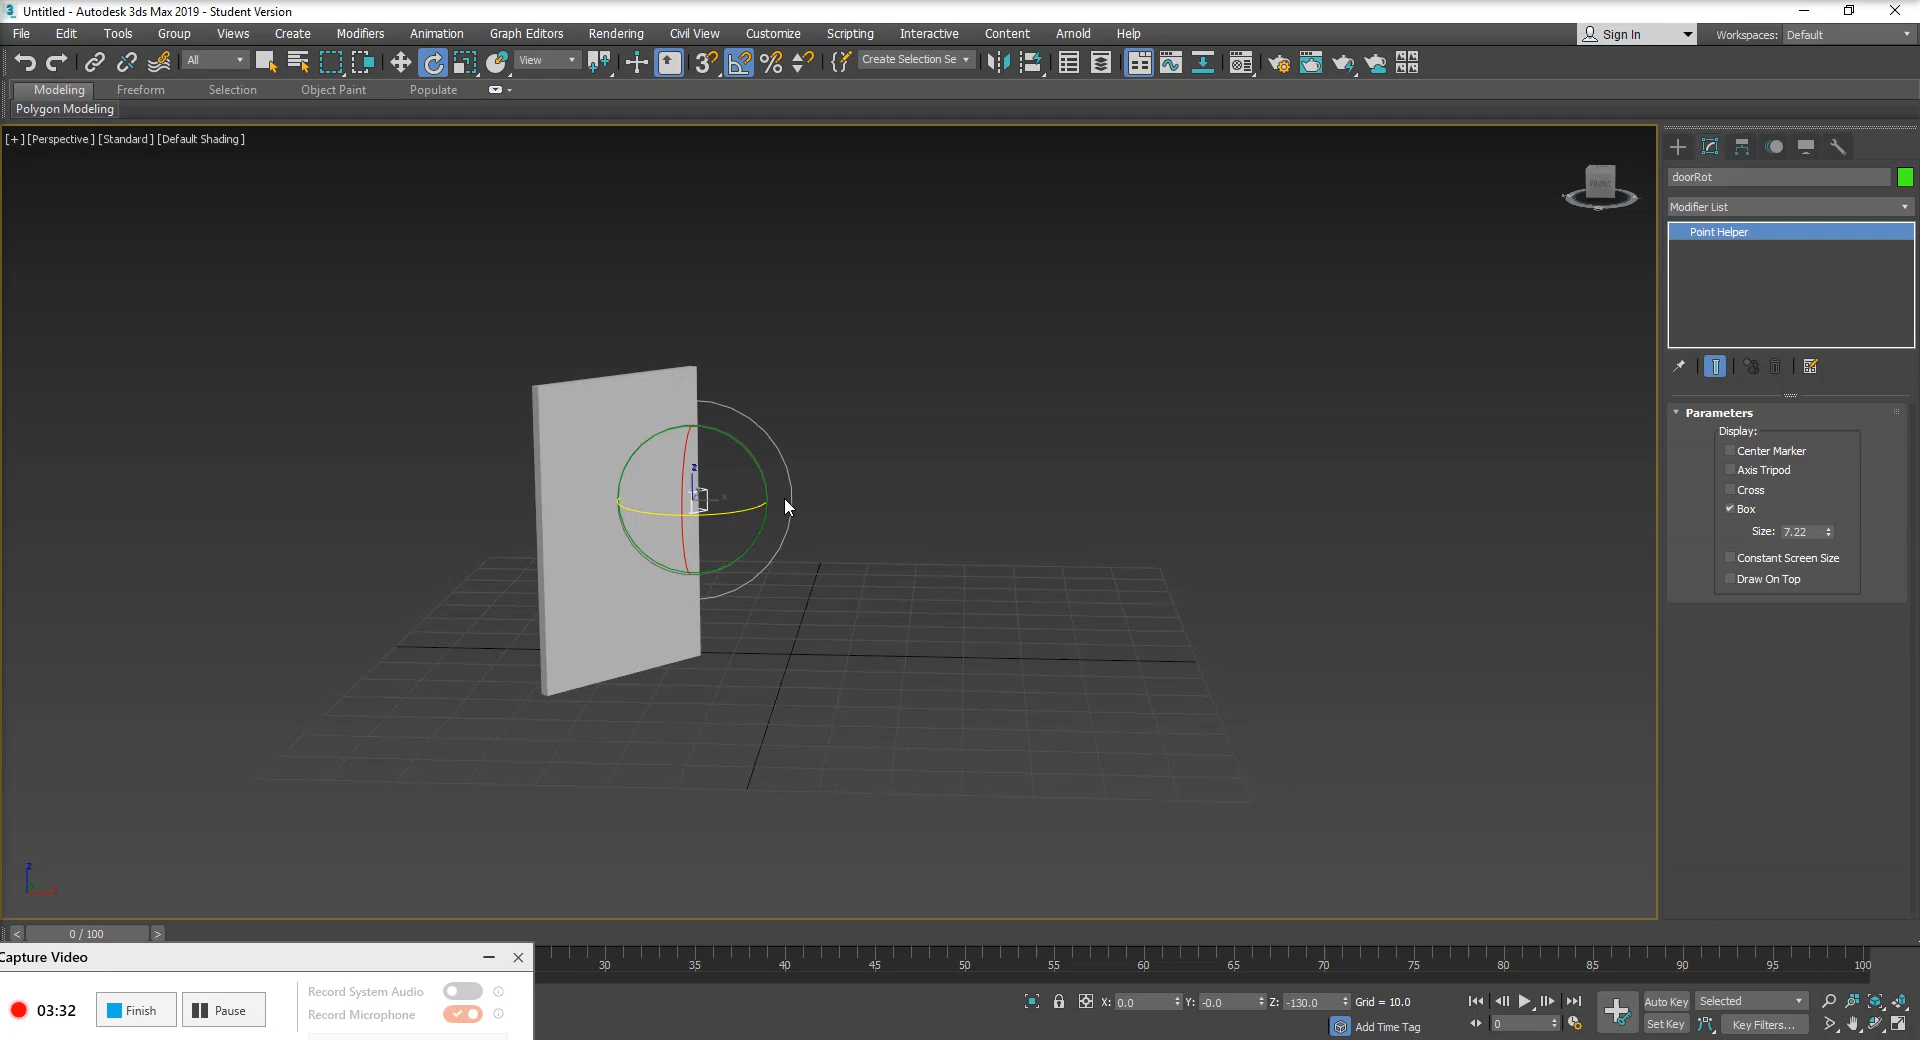 Untitled - Autodesk 3ds Max 2019 - Student Version
File Edit Tools Group Views Create Modifiers Animation Graph Editors Rendering Civil View Customize Scripting Interactive Content Arnold Help
Sign In Workspaces: Default
All View Create Selection Se
Modeling Freeform Selection Object Paint Populate
Polygon Modeling
[+] [Perspective ] [Standard ] [Default Shading ]
FRONT
doorRot
Modifier List
Point Helper
Parameters
Display:
Center Marker
Axis Tripod
Cross
Box
Size: 7.22
Constant Screen Size
Draw On Top
z
x
z
y
x
< 0 / 100 >
Capture Video
30 35 40 45 50 55 60 65 70 75 80 85 90 95 100
Record System Audio
03:32 Finish Pause
Record Microphone
X: 0.0 Y: -0.0 Z: -130.0 Grid = 10.0
Add Time Tag
0
Auto Key Selected
Set Key Key Filters...